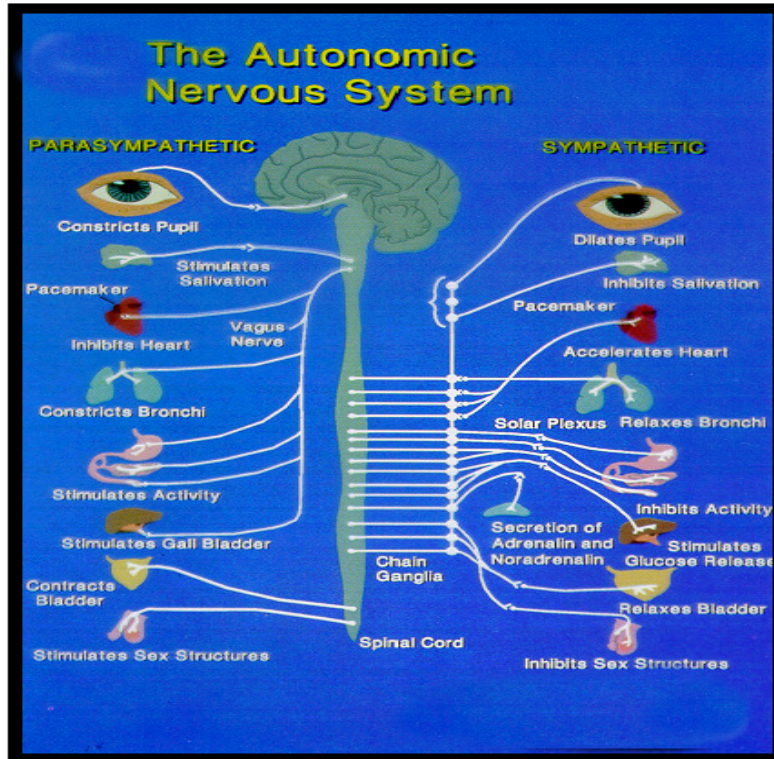 The Autonomic
Nervous System
PARASYMPATHETIC
SYMPATHETIC
Constricts Pupil
Stimulates
Salivation
Pacemaker
Inhibits Heart
Vagus
Nerve
Constricts Bronchi
Stimulates Activity
Stimulates Gall Bladder
Contracts
Bladder
Stimulates Sex Structures
Chain
Ganglia
Spinal Cord
Dilates Pupil
Inhibits Salivation
Pacemaker
Accelerates Heart
Solar Plexus
Relaxes Bronchi
Inhibits Activity
Secretion of
Adrenalin and
Noradrenalin
Stimulates
Glucose Release
Relaxes Bladder
Inhibits Sex Structures